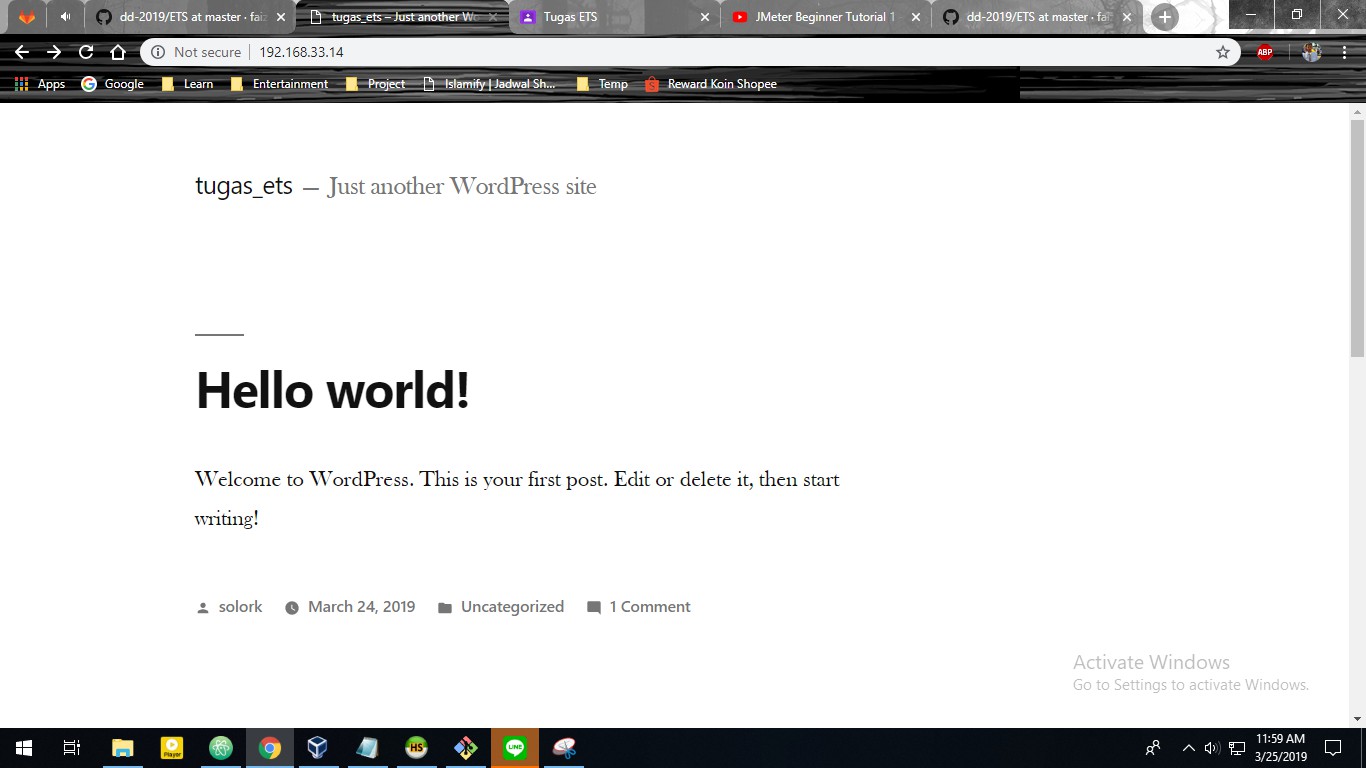 dd-2019/ETS at master · fai
tugas_ets – Just another Wo
Tugas ETS
JMeter Beginner Tutorial 1
dd-2019/ETS at master · fai
Not secure
192.168.33.14
ABP
Apps
Google
Learn
Entertainment
Project
Islamify | Jadwal Sh...
Temp
Reward Koin Shopee
tugas_ets — Just another WordPress site
Hello world!
Welcome to WordPress. This is your first post. Edit or delete it, then start
writing!
solork
March 24, 2019
Uncategorized
1 Comment
Activate Windows
Go to Settings to activate Windows.
Player
HS
LINE
11:59 AM
3/25/2019